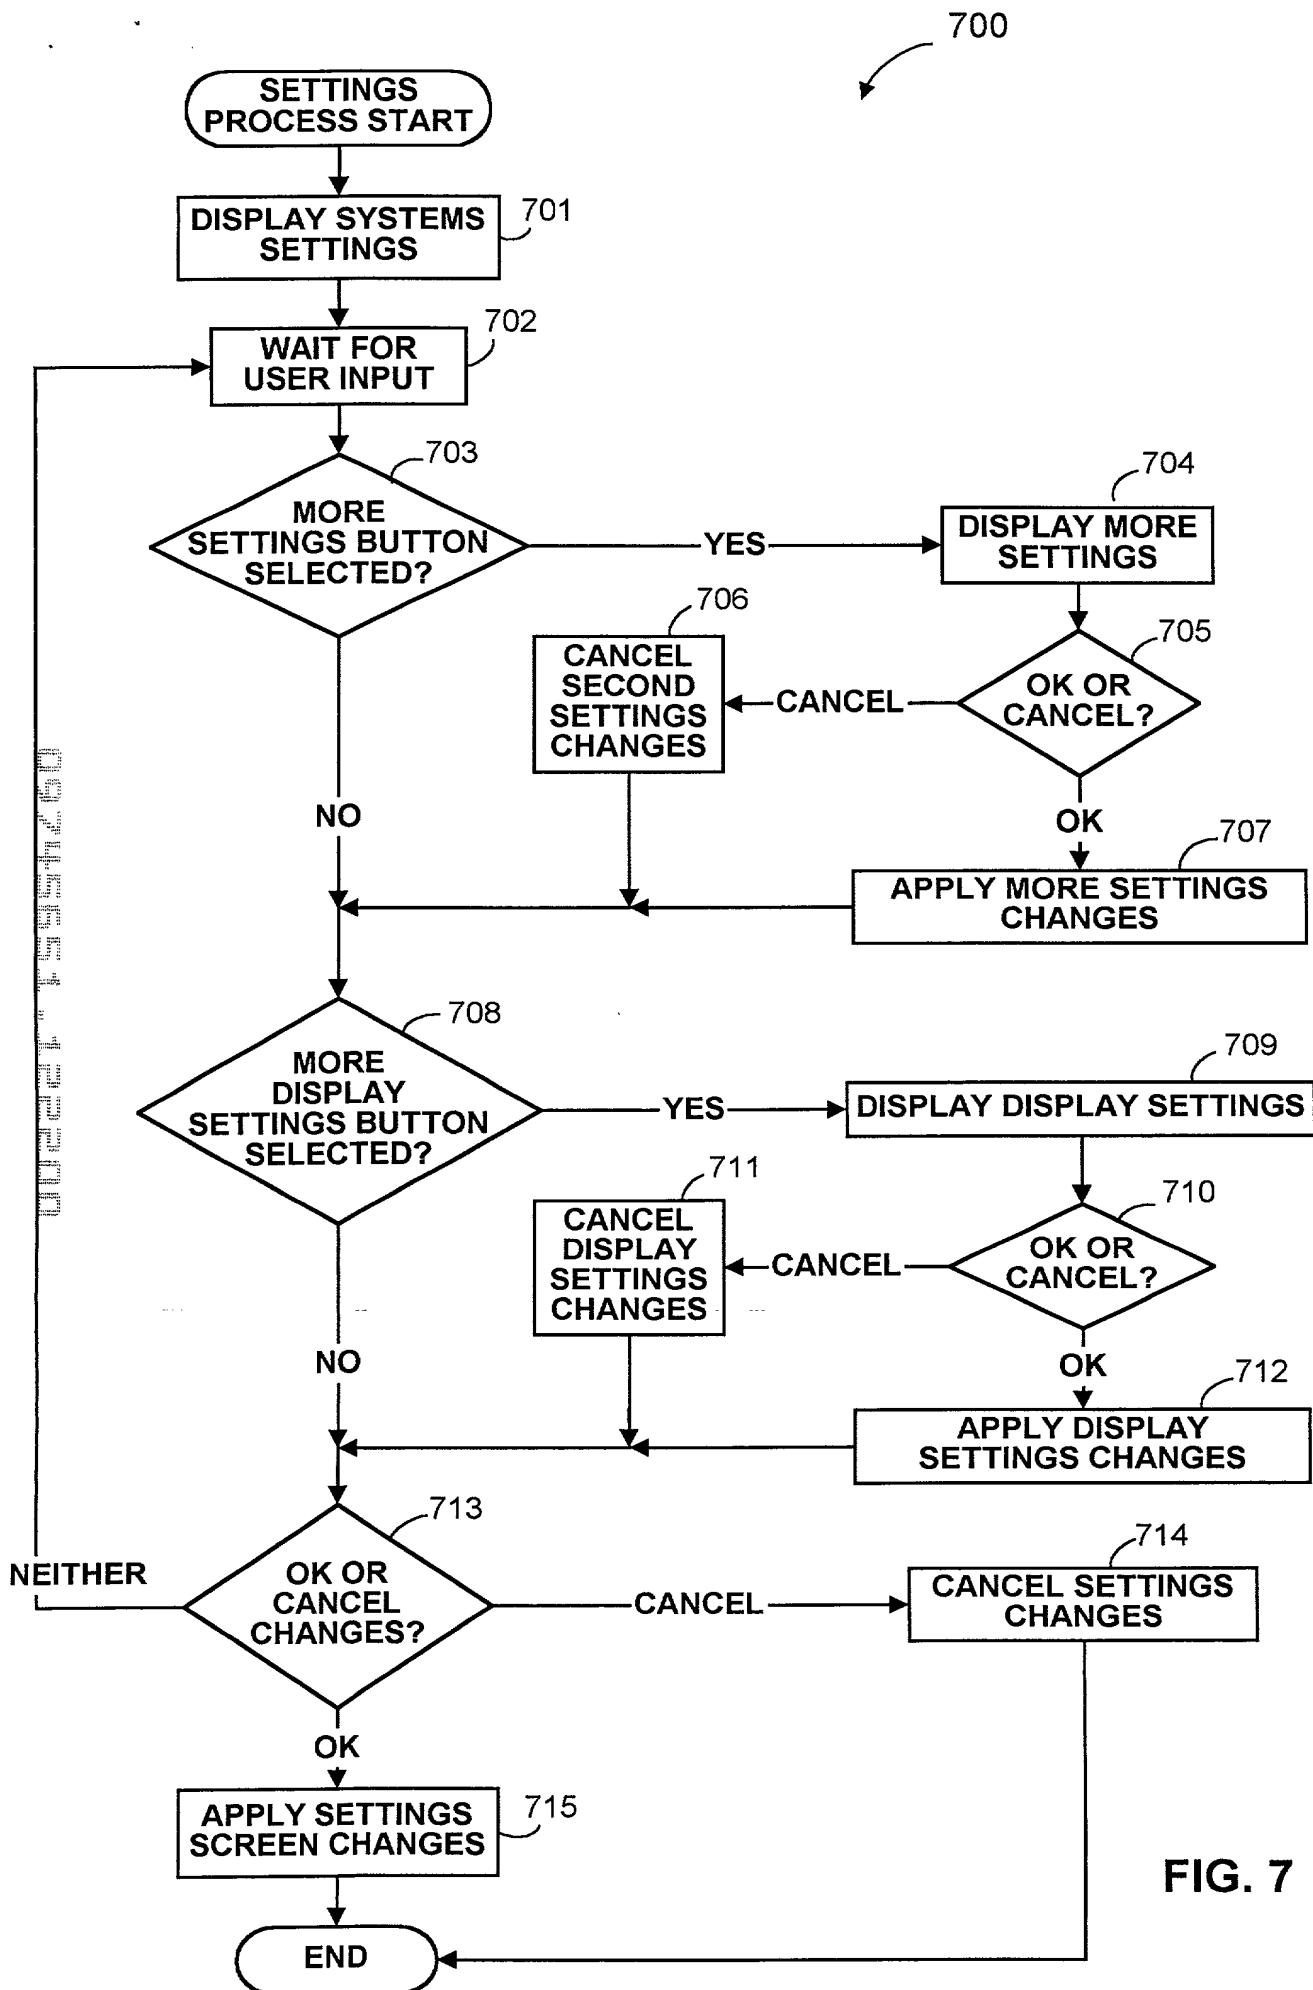 700
SETTINGS
PROCESS START
DISPLAY SYSTEMS
SETTINGS
701
WAIT FOR
USER INPUT
702
MORE
SETTINGS BUTTON
SELECTED?
703
YES
DISPLAY MORE
SETTINGS
704
OK OR
CANCEL?
705
CANCEL
CANCEL
SECOND
SETTINGS
CHANGES
706
OK
APPLY MORE SETTINGS
CHANGES
707
NO
MORE
DISPLAY
SETTINGS BUTTON
SELECTED?
708
YES
DISPLAY DISPLAY SETTINGS
709
OK OR
CANCEL?
710
CANCEL
CANCEL
DISPLAY
SETTINGS
CHANGES
711
OK
APPLY DISPLAY
SETTINGS CHANGES
712
NO
OK OR
CANCEL
CHANGES?
713
NEITHER
CANCEL
CANCEL SETTINGS
CHANGES
714
OK
APPLY SETTINGS
SCREEN CHANGES
715
END
FIG. 7